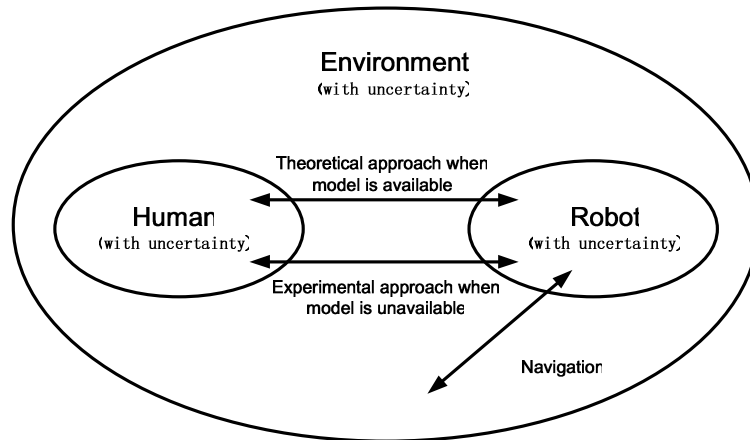 Environment
(with uncertainty)
Theoretical approach when
model is available
Human
(with uncertainty)
Robot
(with uncertainty)
Experimental approach when
model is unavailable
Navigation